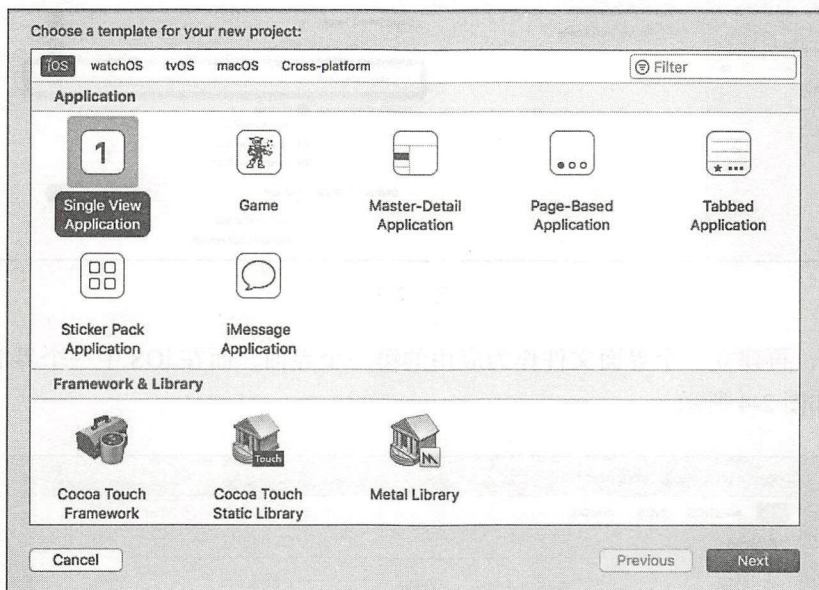 Choose a template for your new project:
iOS watchOS tvOS macOS Cross-platform Filter
Application
1
Single View Application
Game
Master-Detail Application
Page-Based Application
Tabbed Application
Sticker Pack Application
iMessage Application
Framework & Library
Touch
Cocoa Touch Framework
Cocoa Touch Static Library
Metal Library
Cancel Previous Next